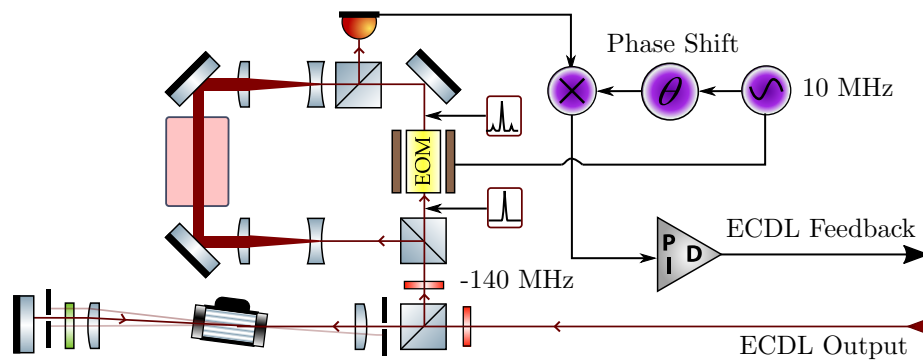 Phase Shift
θ
10 MHz
EOM
P
I
D
ECDL Feedback
-140 MHz
ECDL Output